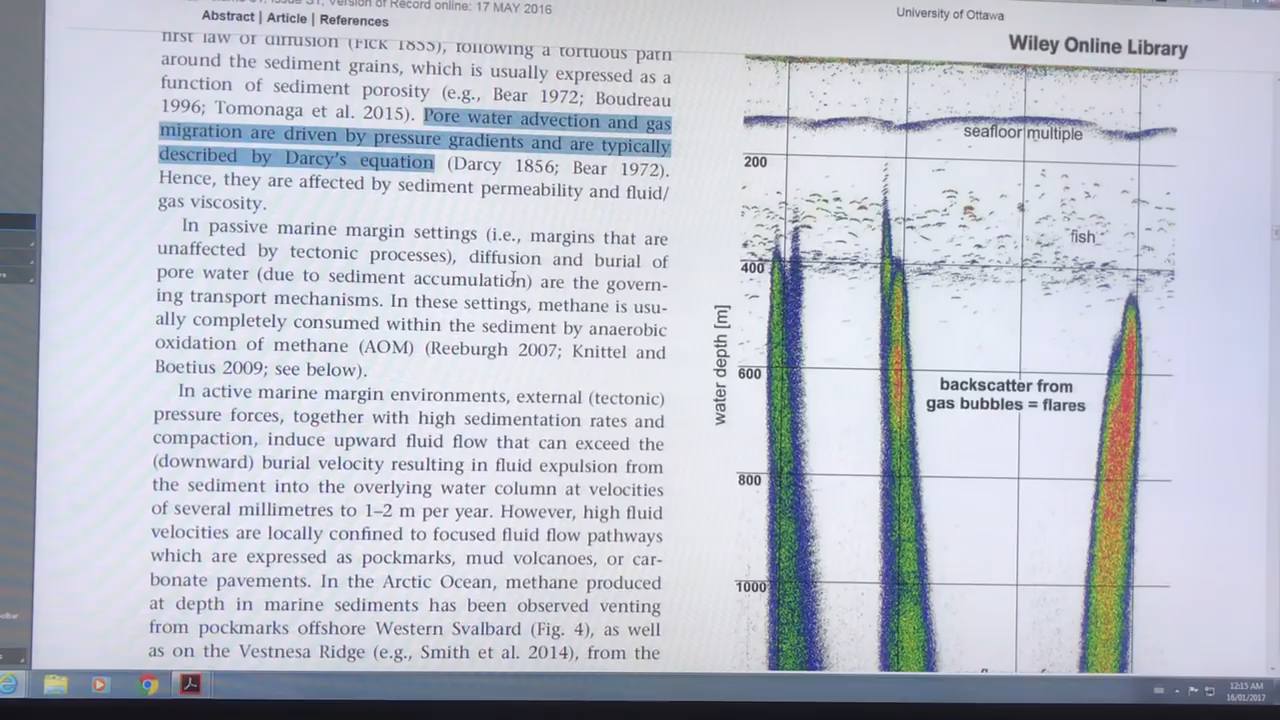 Version of Record online: 17 MAY 2016
Abstract | Article | References
University of Ottawa
Wiley Online Library
first law of diffusion (Fick 1855), following a tortuous path
around the sediment grains, which is usually expressed as a
function of sediment porosity (e.g., Bear 1972; Boudreau
1996; Tomonaga et al. 2015). Pore water advection and gas
migration are driven by pressure gradients and are typically
described by Darcy's equation (Darcy 1856; Bear 1972).
Hence, they are affected by sediment permeability and fluid/
gas viscosity.
In passive marine margin settings (i.e., margins that are
unaffected by tectonic processes), diffusion and burial of
pore water (due to sediment accumulation) are the govern-
ing transport mechanisms. In these settings, methane is usu-
ally completely consumed within the sediment by anaerobic
oxidation of methane (AOM) (Reeburgh 2007; Knittel and
Boetius 2009; see below).
In active marine margin environments, external (tectonic)
pressure forces, together with high sedimentation rates and
compaction, induce upward fluid flow that can exceed the
(downward) burial velocity resulting in fluid expulsion from
the sediment into the overlying water column at velocities
of several millimetres to 1–2 m per year. However, high fluid
velocities are locally confined to focused fluid flow pathways
which are expressed as pockmarks, mud volcanoes, or car-
bonate pavements. In the Arctic Ocean, methane produced
at depth in marine sediments has been observed venting
from pockmarks offshore Western Svalbard (Fig. 4), as well
as on the Vestnesa Ridge (e.g., Smith et al. 2014), from the
seafloor multiple
200
fish
400
water depth [m]
600
backscatter from
gas bubbles = flares
800
1000
12:15 AM
16/01/2017